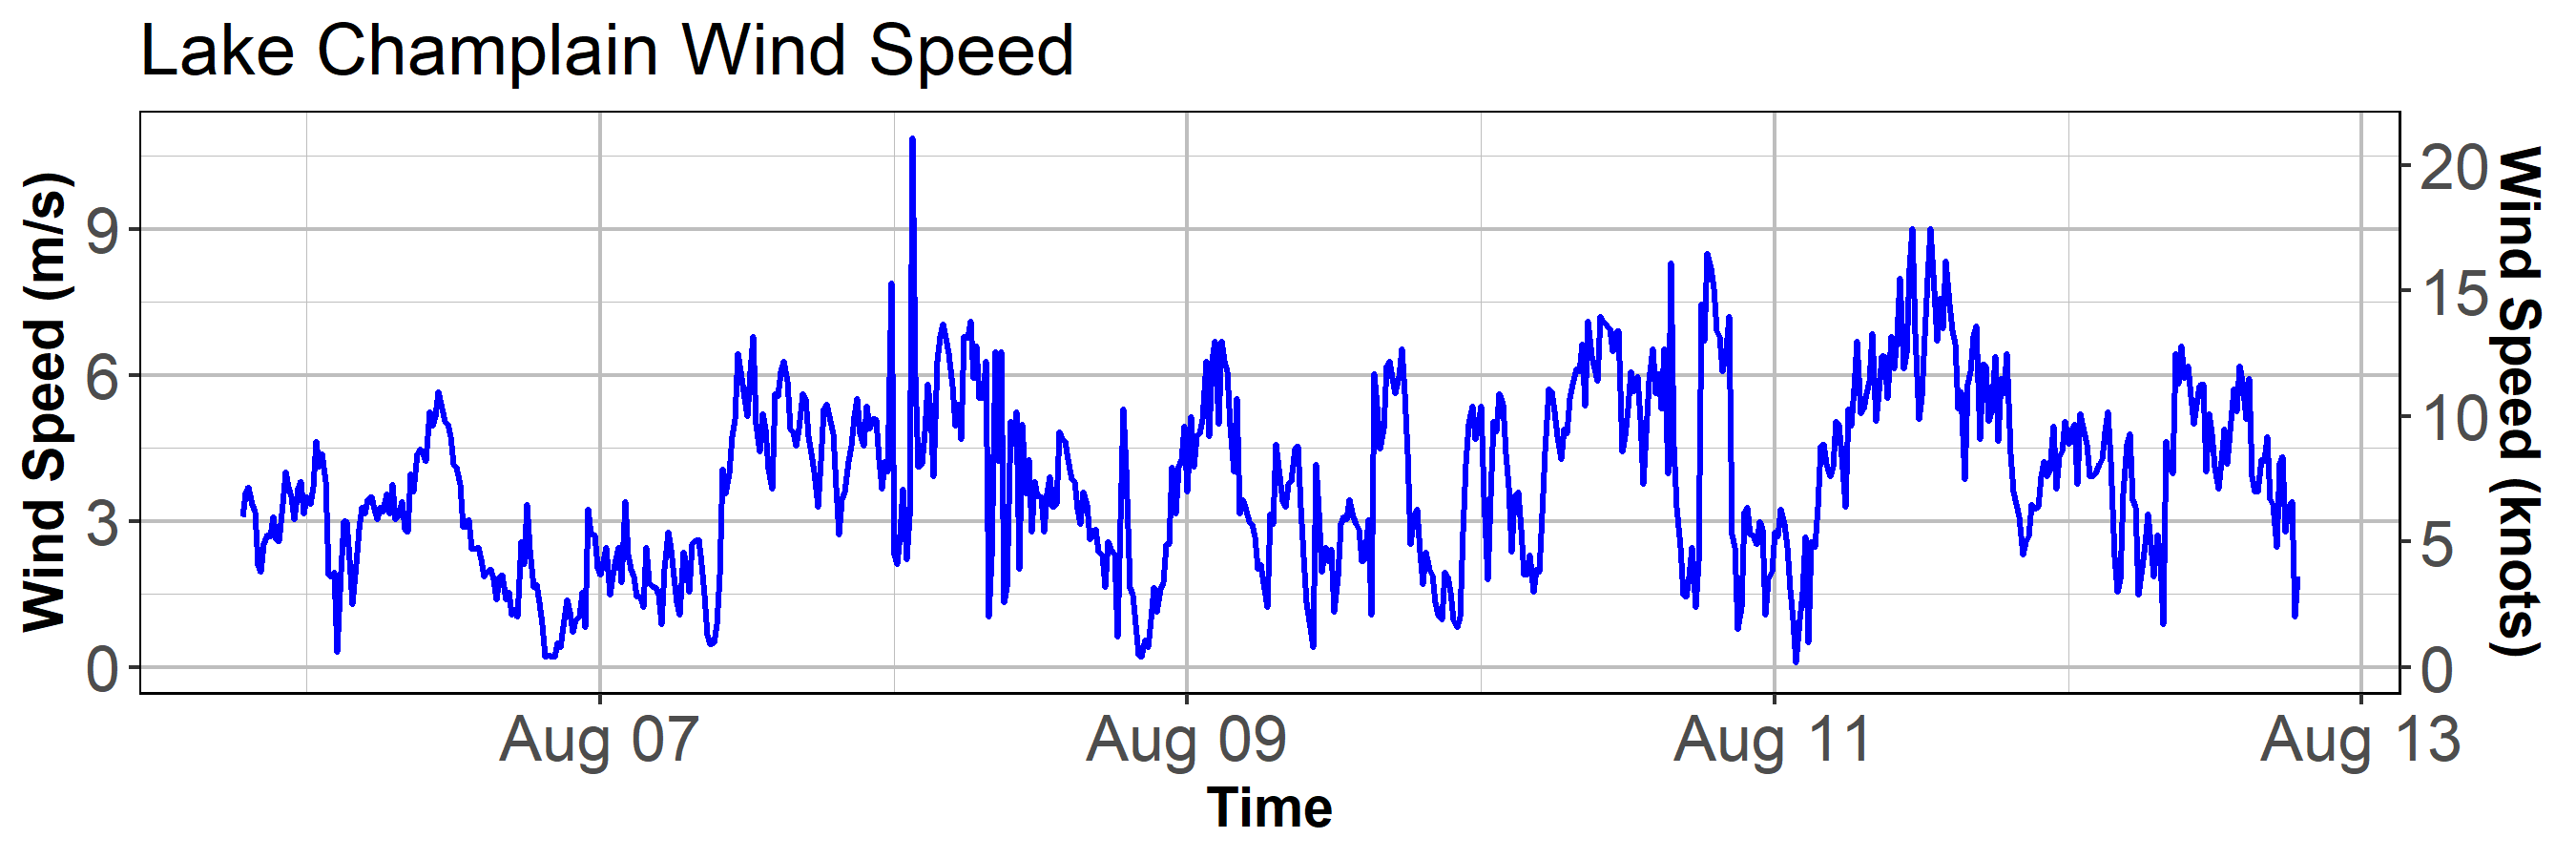 Lake Champlain Wind Speed
Wind Speed (m/s)
9
6
3
0
20
15
10
5
0
Wind Speed (knots)
Aug 07
Aug 09
Aug 11
Aug 13
Time